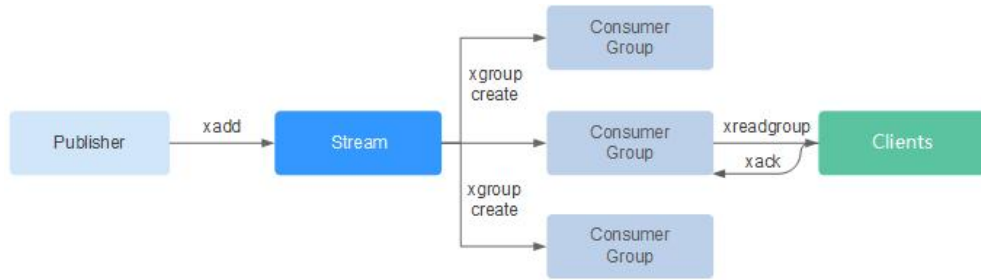 Consumer
Group
xgroup
create
Publisher
xadd
Stream
Consumer
Group
xreadgroup
xack
Clients
xgroup
create
Consumer
Group